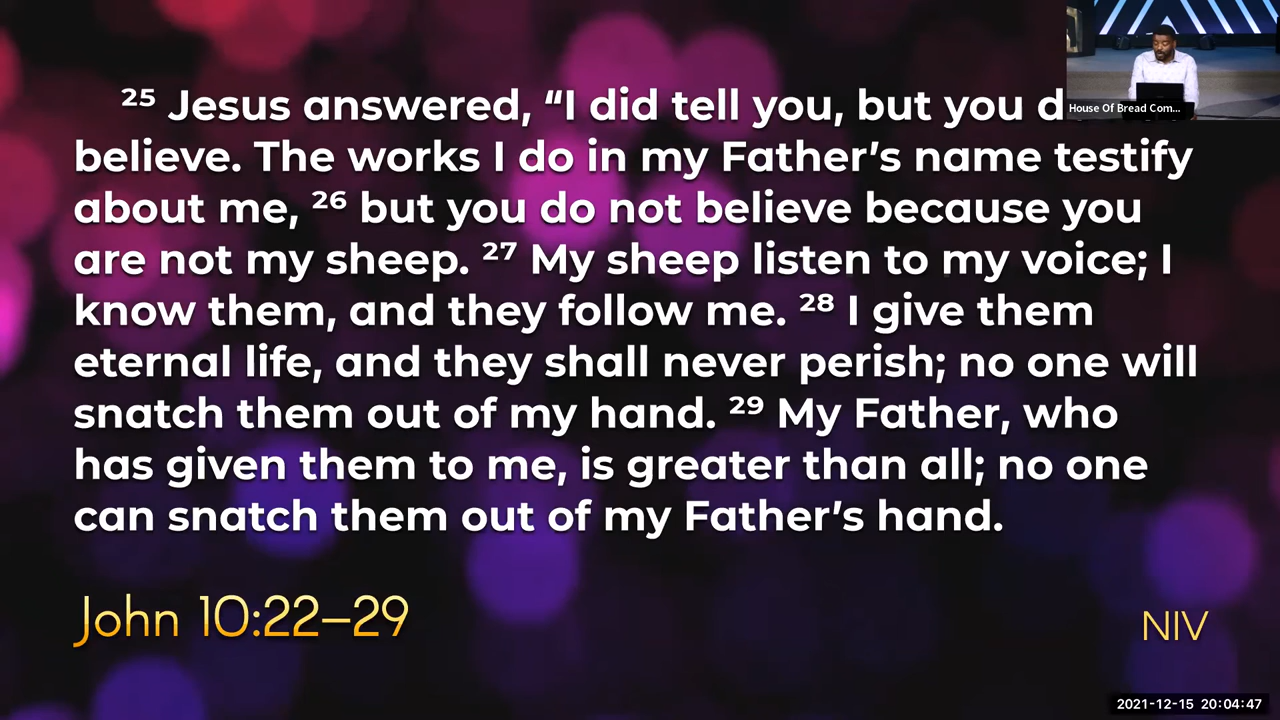 ²⁵ Jesus answered, “I did tell you, but you
believe. The works I do in my Father’s name testify
about me, ²⁶ but you do not believe because you
are not my sheep. ²⁷ My sheep listen to my voice; I
know them, and they follow me. ²⁸ I give them
eternal life, and they shall never perish; no one will
snatch them out of my hand. ²⁹ My Father, who
has given them to me, is greater than all; no one
can snatch them out of my Father’s hand.
John 10:22–29
NIV
House Of Bread Com...
2021-12-15 20:04:47